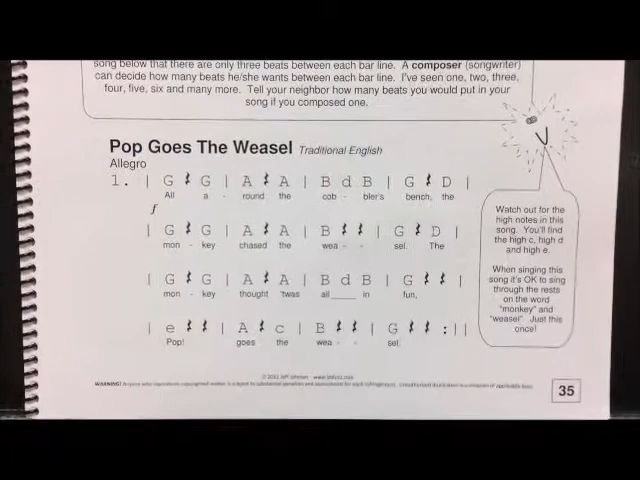 song below that there are only three beats between each bar line. A composer (songwriter)
can decide how many beats he/she wants between each bar line. I've seen one, two, three,
four, five, six and many more. Tell your neighbor how many beats you would put in your
song if you composed one.
Pop Goes The Weasel Traditional English
Allegro
1. | G 𝄽 G | A 𝄽 A | B d B | G 𝄽 D |
All a - round the cob - bler's bench, the
f
| G 𝄽 G | A 𝄽 A | B 𝄽 𝄽 | G 𝄽 D |
mon - key chased the wea - - sel. The
| G 𝄽 G | A 𝄽 A | B d B | G 𝄽 𝄽 |
mon - key thought 'twas all ____ in fun,
| e 𝄽 𝄽 | A 𝄽 c | B 𝄽 𝄽 | G 𝄽 𝄽 :||
Pop! goes the wea - - sel.
Watch out for the
high notes in this
song. You'll find
the high c, high d
and high e.
When singing this
song it's OK to sing
through the rests
on the word
"monkey" and
"weasel". Just this
once!
35